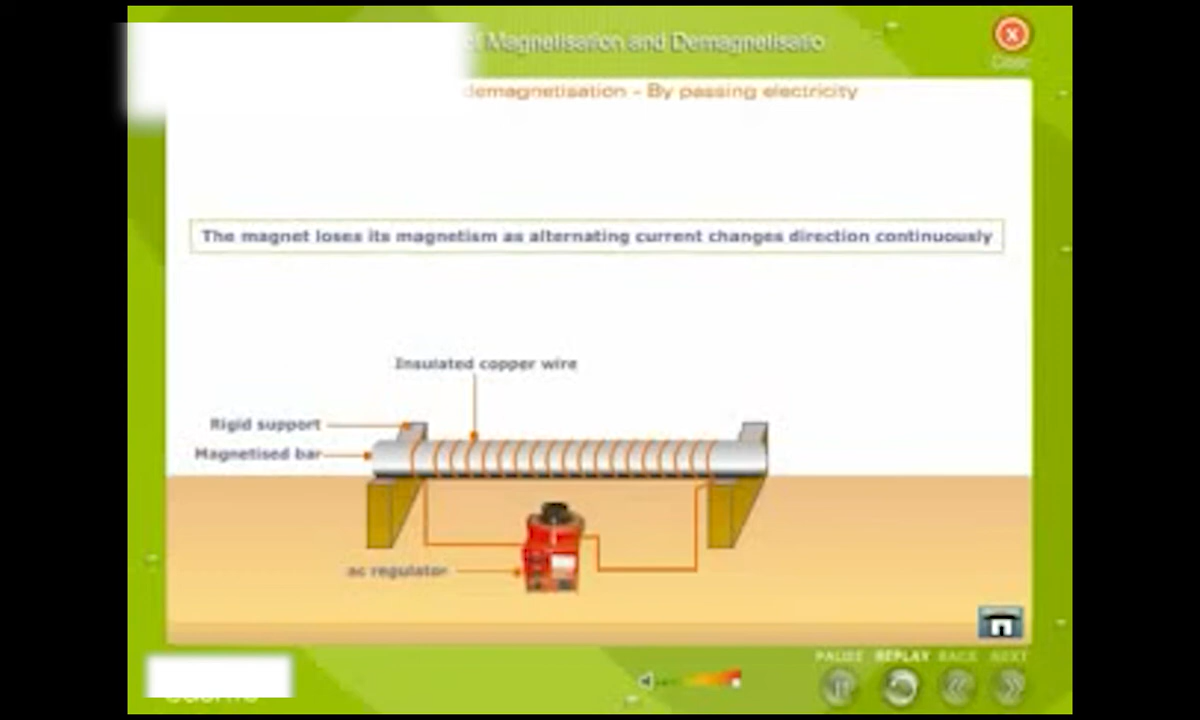 of Magnetisation and Demagnetisatio
Close
demagnetisation - By passing electricity
The magnet loses its magnetism as alternating current changes direction continuously
Insulated copper wire
Rigid support
Magnetised bar
ac regulator
PAUSE REPLAY BACK NEXT